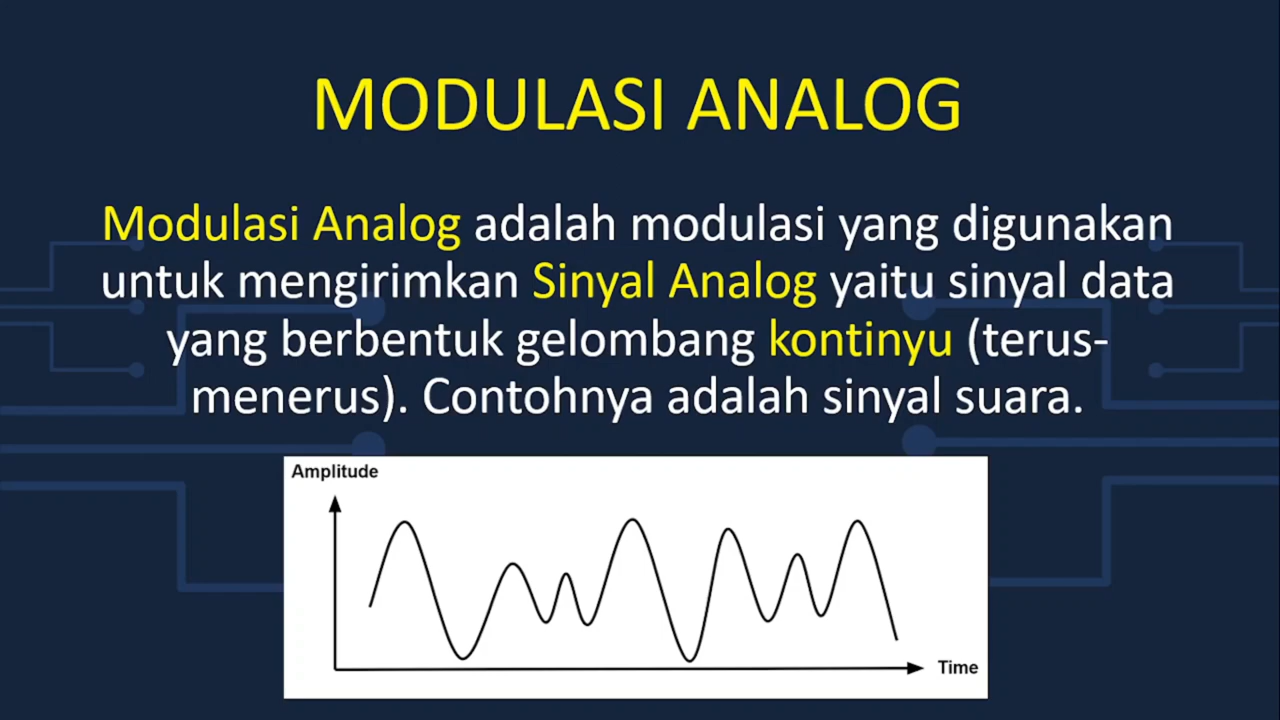 MODULASI ANALOG
Modulasi Analog adalah modulasi yang digunakan
untuk mengirimkan Sinyal Analog yaitu sinyal data
yang berbentuk gelombang kontinyu (terus-
menerus). Contohnya adalah sinyal suara.
Amplitude
Time